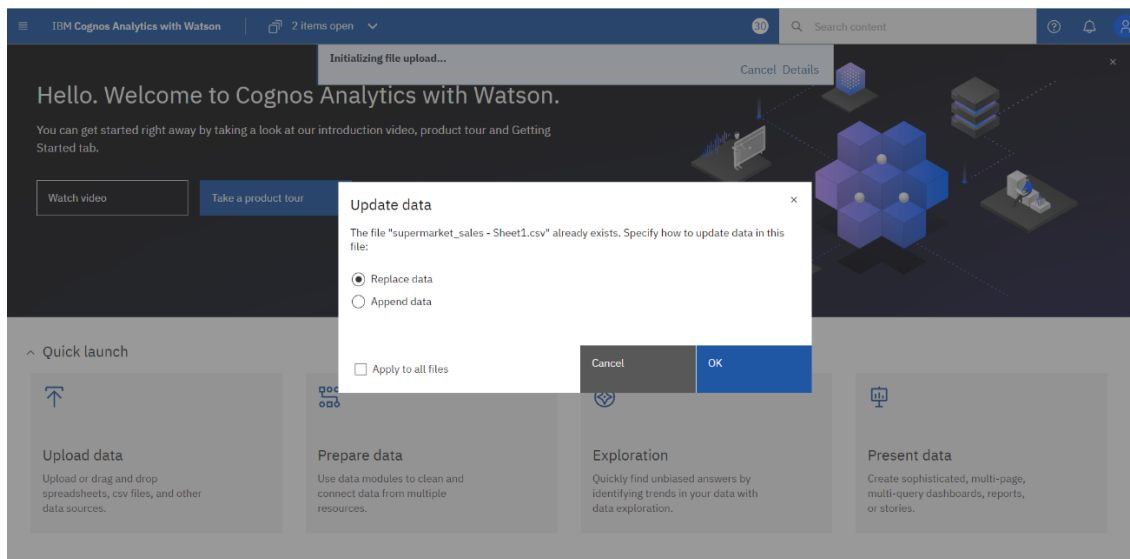 IBM Cognos Analytics with Watson
2 items open
30
Search content
Initializing file upload...
Cancel Details
Hello. Welcome to Cognos Analytics with Watson.
You can get started right away by taking a look at our introduction video, product tour and Getting
Started tab.
Watch video
Take a product tour
Update data
The file "supermarket_sales - Sheet1.csv" already exists. Specify how to update data in this
file:
Replace data
Append data
Apply to all files
Cancel
OK
Quick launch
Upload data
Upload or drag and drop
spreadsheets, csv files, and other
data sources.
Prepare data
Use data modules to clean and
connect data from multiple
resources.
Exploration
Quickly find unbiased answers by
identifying trends in your data with
data exploration.
Present data
Create sophisticated, multi-page,
multi-query dashboards, reports,
or stories.